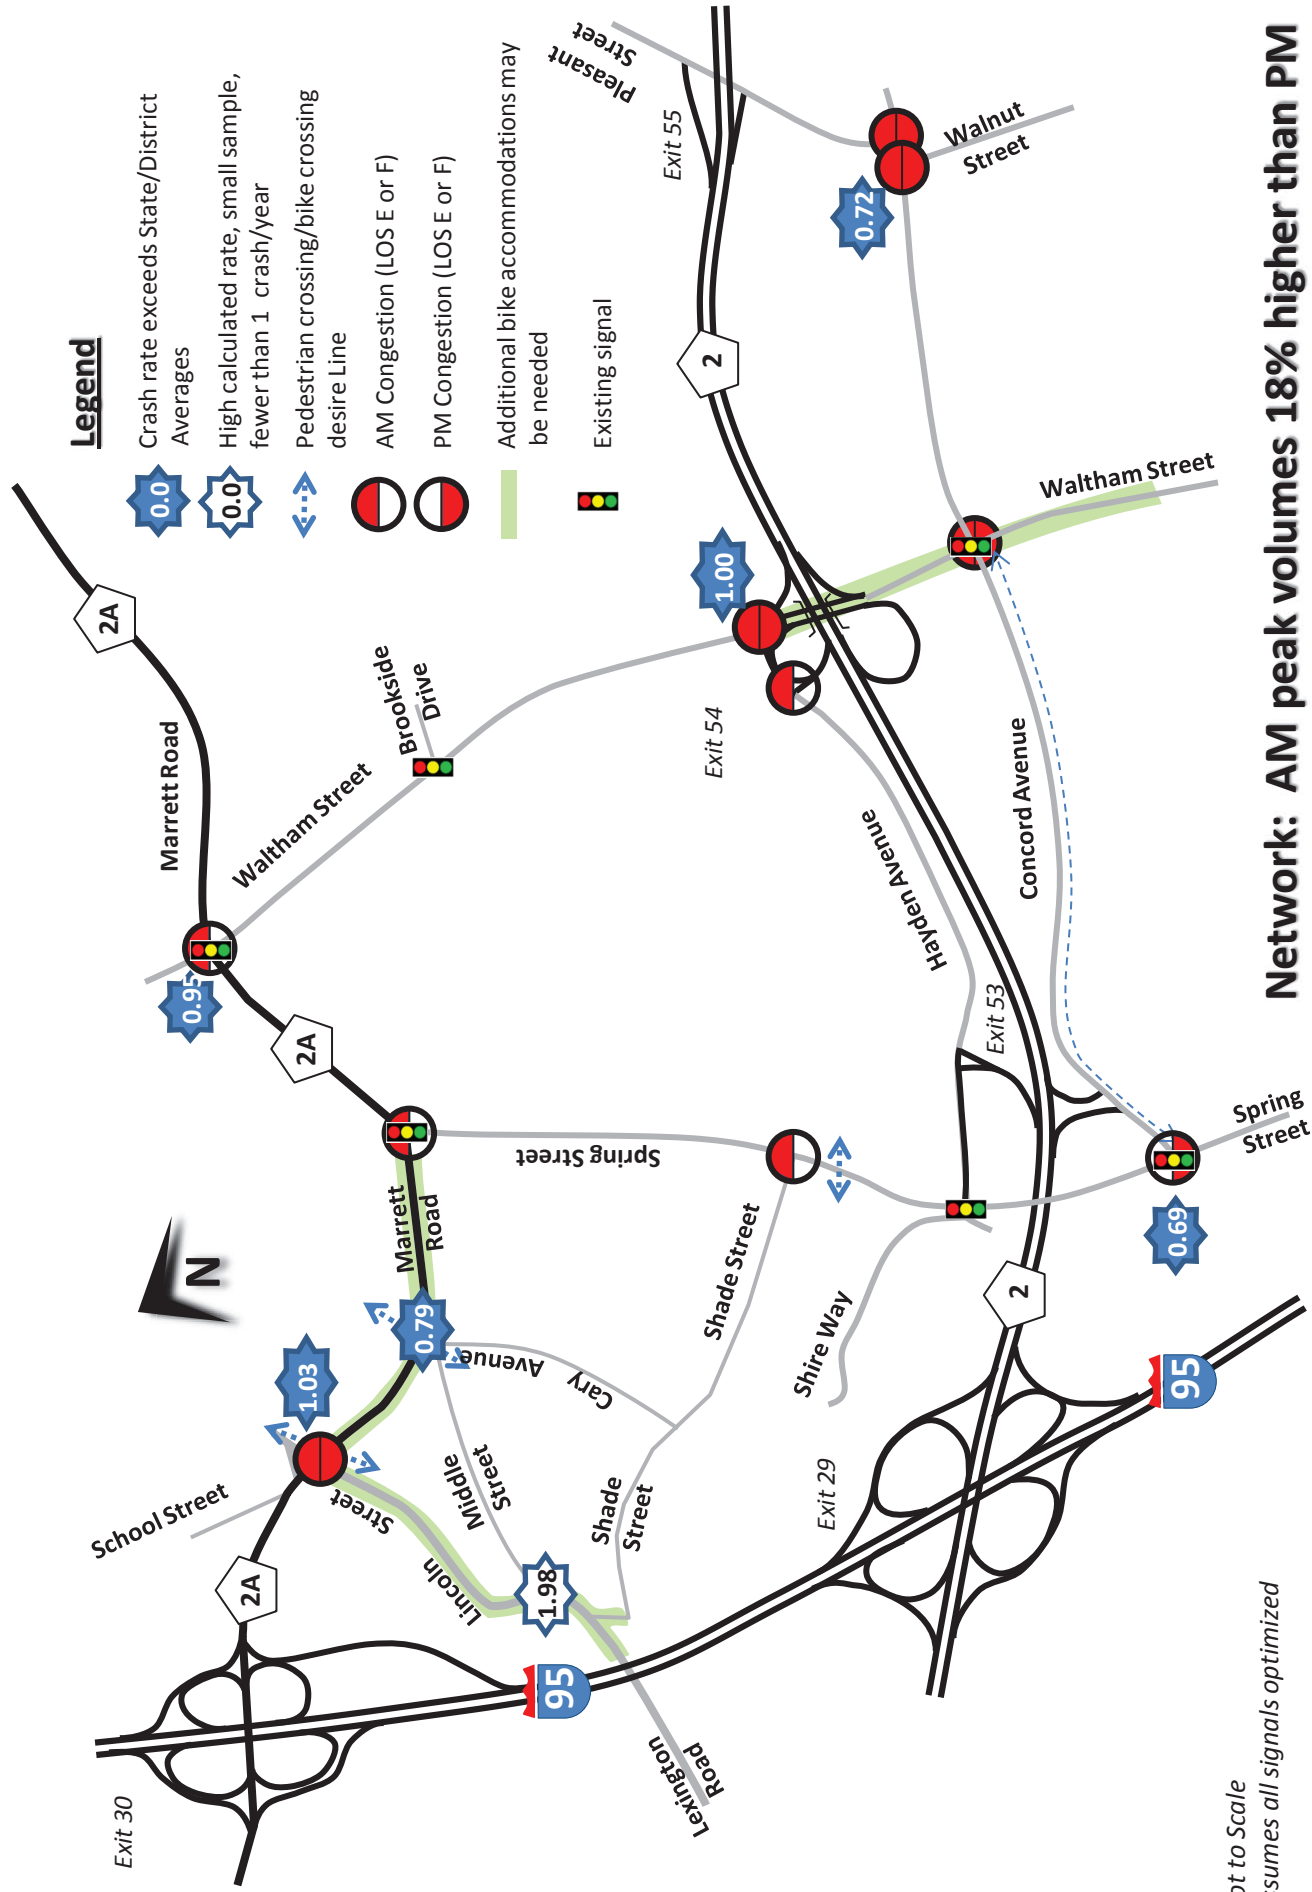 Legend
0.0
Crash rate exceeds State/District
Averages
0.0
High calculated rate, small sample,
fewer than 1 crash/year
Pedestrian crossing/bike crossing
desire Line
AM Congestion (LOS E or F)
PM Congestion (LOS E or F)
Additional bike accommodations may
be needed
Existing signal
Exit 30
2A
School Street
1.03
Street
Lincoln
Middle
Street
1.98
95
Lexington
Road
0.79
Marrett
Road
Cary
Avenue
Shade
Street
Shade Street
N
2A
0.95
Marrett Road
2A
Waltham Street
Brookside
Drive
Spring Street
Shire Way
Exit 29
95
2
0.69
Spring
Street
Exit 53
Hayden Avenue
Exit 54
1.00
Concord Avenue
Waltham Street
2
Exit 55
Pleasant
Street
0.72
Walnut
Street
ot to Scale
ssumes all signals optimized
Network: AM peak volumes 18% higher than PM